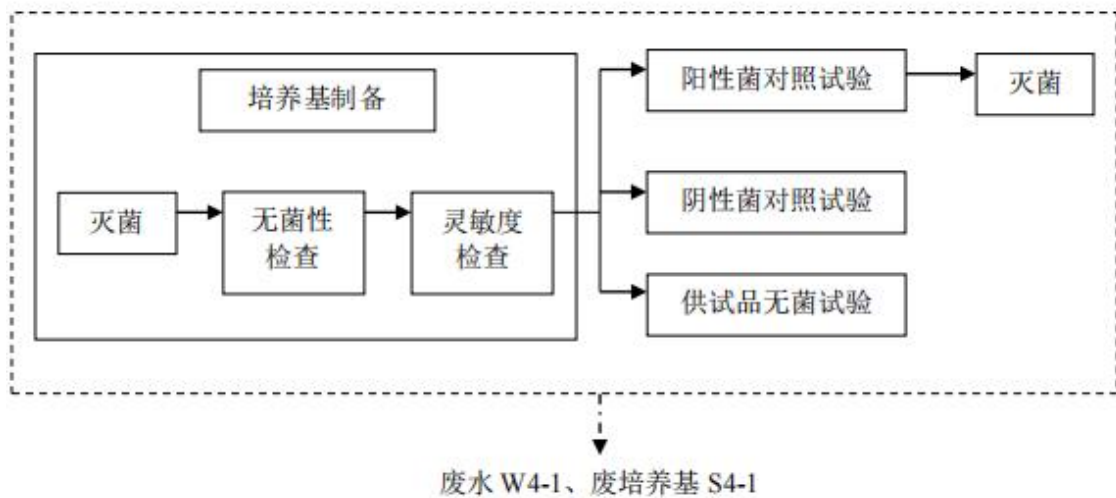 培养基制备
灭菌
无菌性
检查
灵敏度
检查
阳性菌对照试验
灭菌
阴性菌对照试验
供试品无菌试验
废水 W4-1、废培养基 S4-1